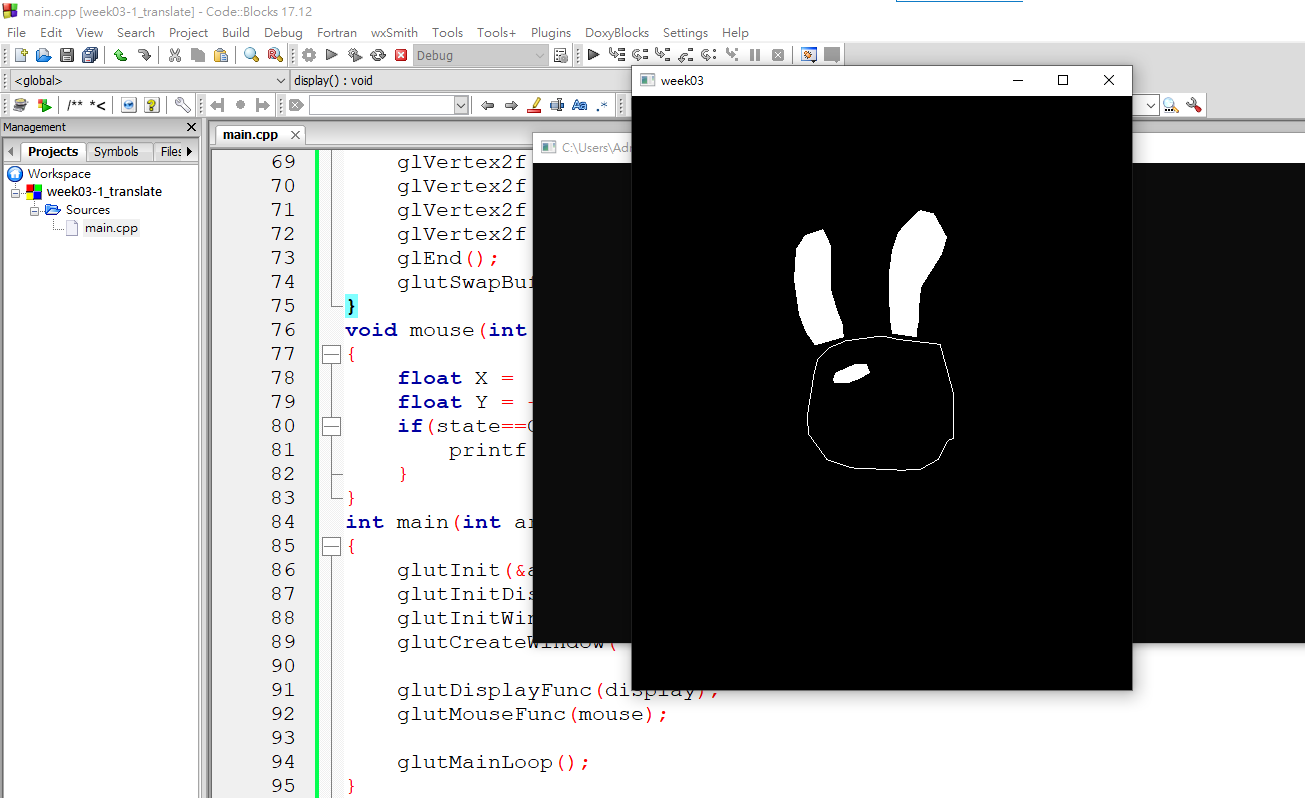 main.cpp [week03-1_translate] - Code::Blocks 17.12
File Edit View Search Project Build Debug Fortran wxSmith Tools Tools+ Plugins DoxyBlocks Settings Help
Debug
<global>
display() : void
/** *<
Aa .*
week03
Management
main.cpp
C:\Users\Adr
Projects Symbols Files
Workspace
week03-1_translate
Sources
main.cpp
69 glVertex2f
70 glVertex2f
71 glVertex2f
72 glVertex2f
73 glEnd();
74 glutSwapBuf
75 }
76 void mouse(int
77 {
78 float X =
79 float Y = -
80 if(state==G
81 printf
82 }
83 }
84 int main(int ar
85 {
86 glutInit(&a
87 glutInitDis
88 glutInitWin
89 glutCreateWindow(
90
91 glutDisplayFunc(display);
92 glutMouseFunc(mouse);
93
94 glutMainLoop();
95 }